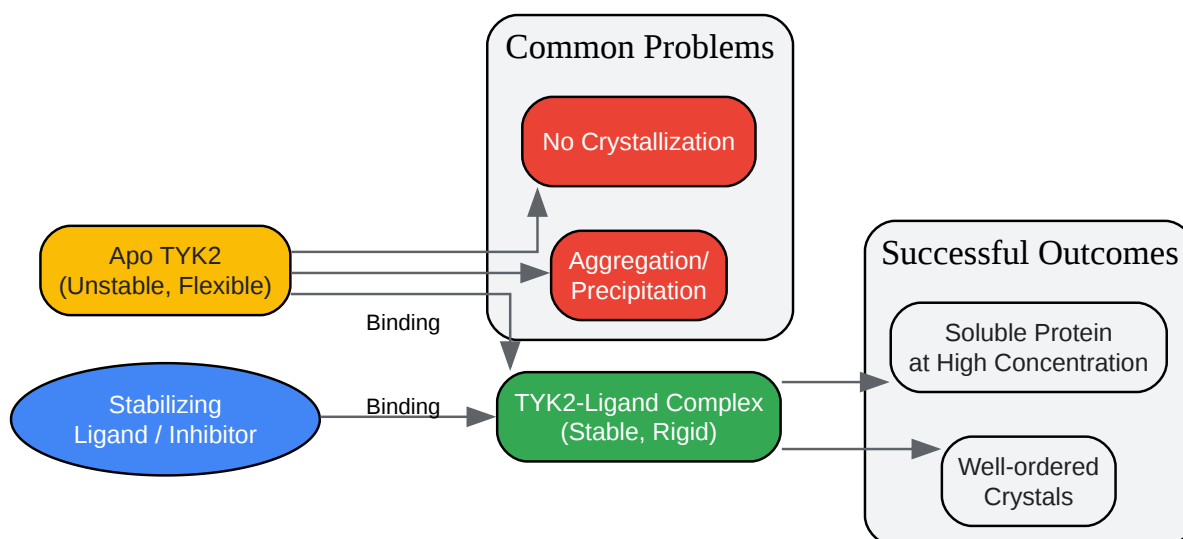 Common Problems
No Crystallization
Apo TYK2
(Unstable, Flexible)
Aggregation/
Precipitation
Binding
Successful Outcomes
Soluble Protein
at High Concentration
Stabilizing
Ligand / Inhibitor
Binding
TYK2-Ligand Complex
(Stable, Rigid)
Well-ordered
Crystals